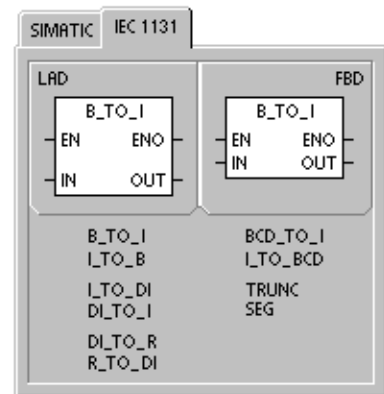 SIMATIC IEC 1131
LAD FBD
B_TO_I B_TO_I
EN ENO EN ENO
IN OUT IN OUT
B_TO_I BCD_TO_I
I_TO_B I_TO_BCD
I_TO_DI TRUNC
DI_TO_I SEG
DI_TO_R
R_TO_DI